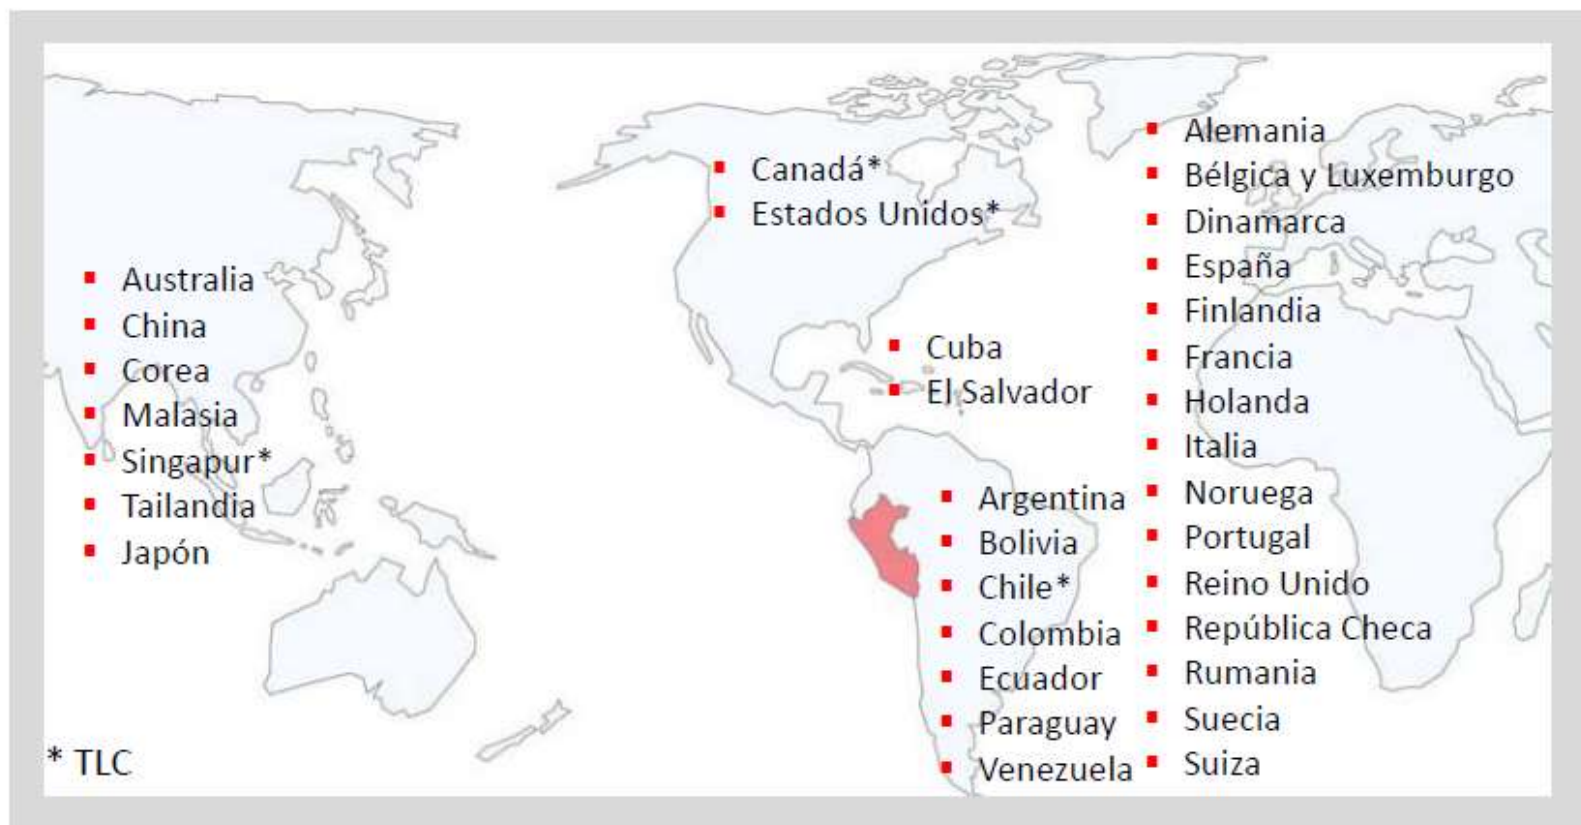 Australia
China
Corea
Malasia
Singapur*
Tailandia
Japón
* TLC
Canadá*
Estados Unidos*
Cuba
El Salvador
Argentina
Bolivia
Chile*
Colombia
Ecuador
Paraguay
Venezuela
Alemania
Bélgica y Luxemburgo
Dinamarca
España
Finlandia
Francia
Holanda
Italia
Noruega
Portugal
Reino Unido
República Checa
Rumania
Suecia
Suiza